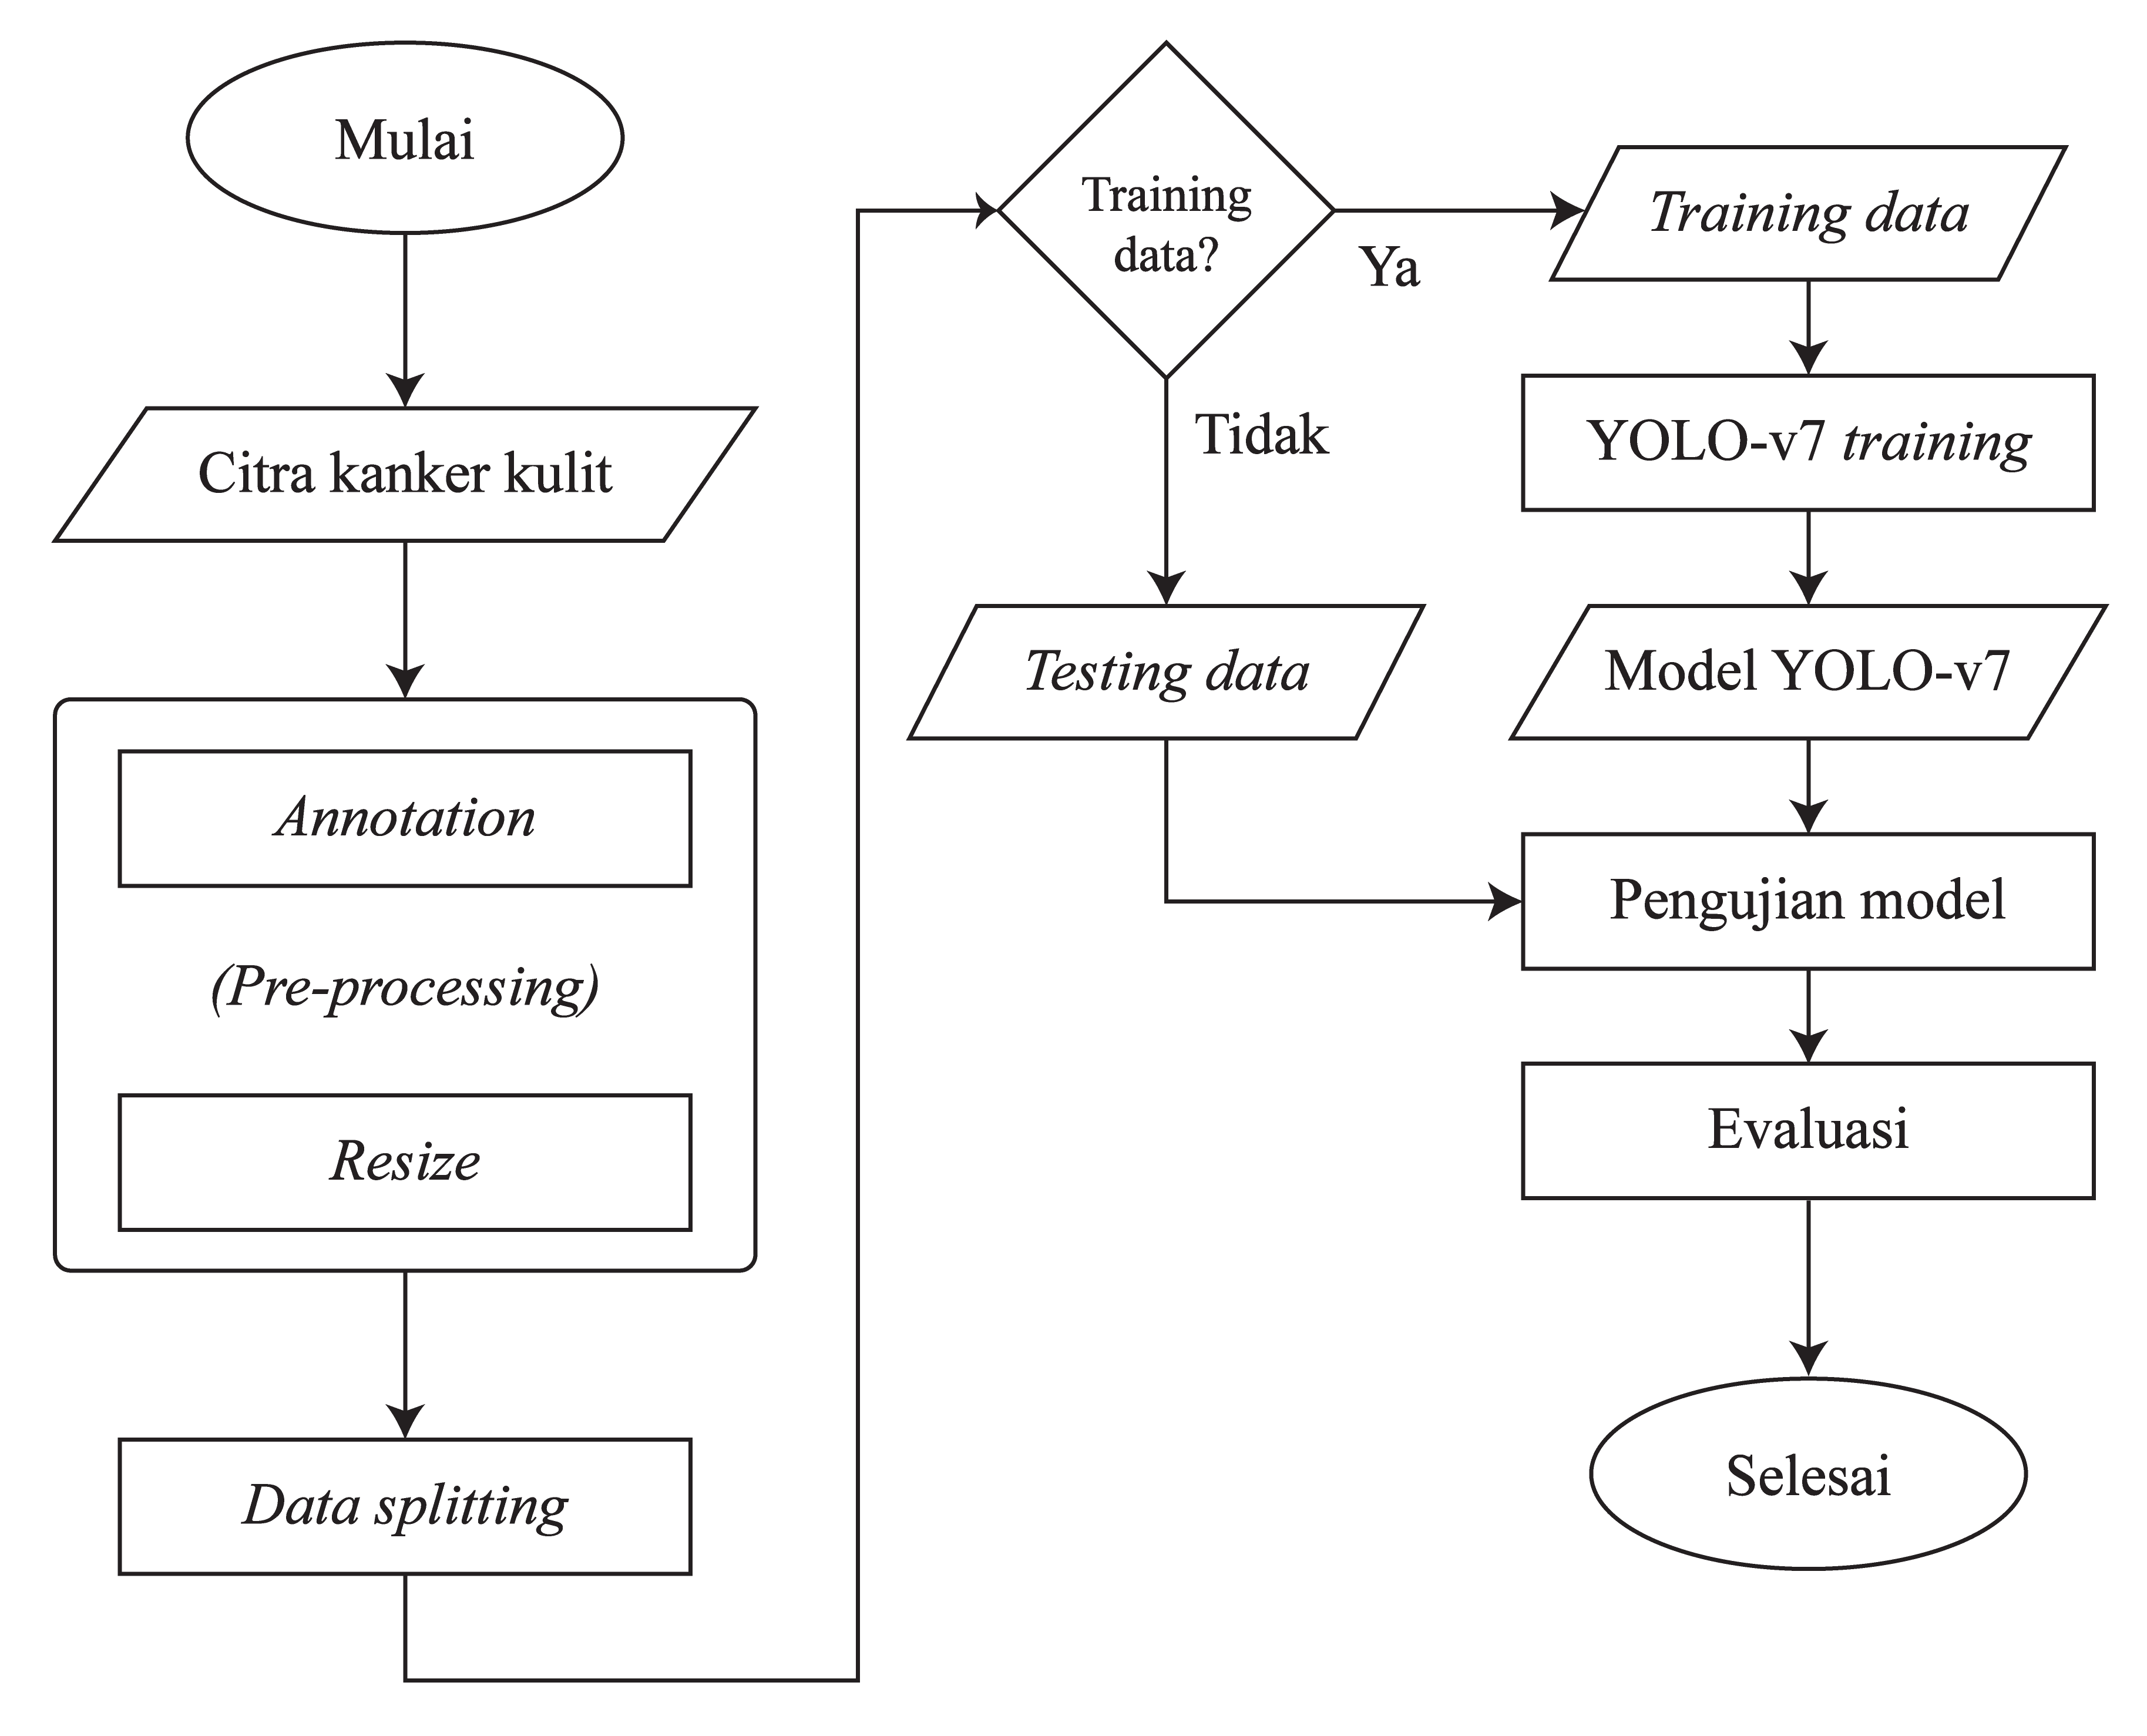 Mulai
Citra kanker kulit
Annotation
(Pre-processing)
Resize
Data splitting
Training
data?
Ya
Tidak
Testing data
Training data
YOLO-v7 training
Model YOLO-v7
Pengujian model
Evaluasi
Selesai